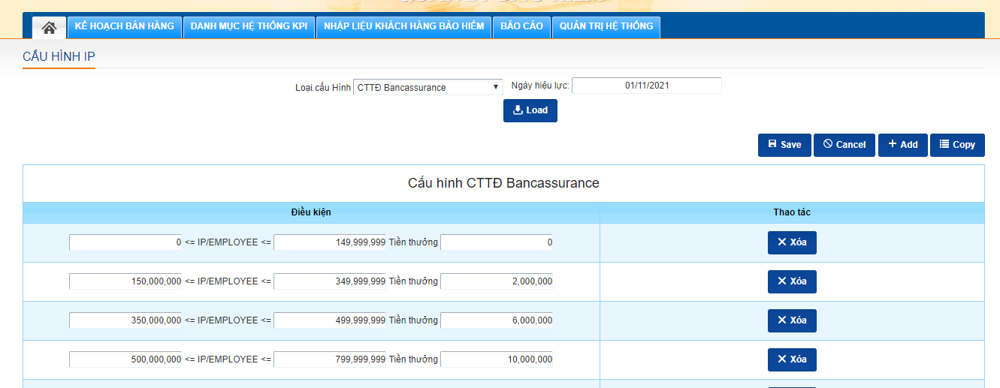 KẾ HOẠCH BÁN HÀNG DANH MỤC HỆ THỐNG KPI NHẬP LIỆU KHÁCH HÀNG BẢO HIỂM BÁO CÁO QUẢN TRỊ HỆ THỐNG
CẤU HÌNH IP
Loại cấu Hình CTTĐ Bancassurance Ngày hiệu lực: 01/11/2021
Load
Save Cancel Add Copy
Cấu hình CTTĐ Bancassurance
Điều kiện Thao tác
0 <= IP/EMPLOYEE <= 149,999,999 Tiền thưởng 0 Xóa
150,000,000 <= IP/EMPLOYEE <= 349,999,999 Tiền thưởng 2,000,000 Xóa
350,000,000 <= IP/EMPLOYEE <= 499,999,999 Tiền thưởng 6,000,000 Xóa
500,000,000 <= IP/EMPLOYEE <= 799,999,999 Tiền thưởng 10,000,000 Xóa